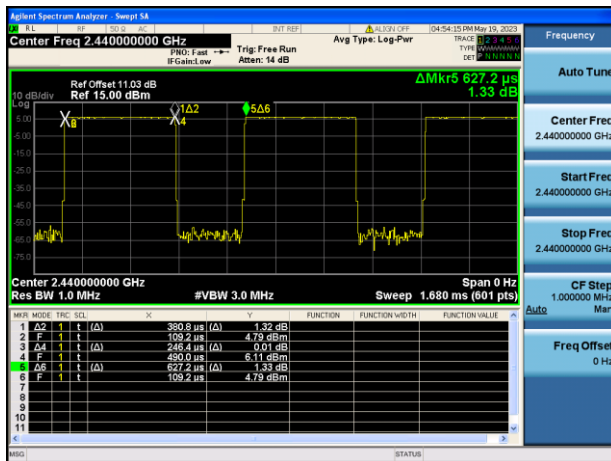 Agilent Spectrum Analyzer - Swept SA
RL RF 50 Ω AC INT REF ALIGN OFF 04:54:15 PM May 19, 2023
Center Freq 2.440000000 GHz
PNO: Fast
IFGain:Low
Trig: Free Run
Atten: 14 dB
Avg Type: Log-Pwr
TRACE 1 2 3 4 5 6
TYPE
DET P N N N N N
ΔMkr5 627.2 µs
1.33 dB
Ref Offset 11.03 dB
10 dB/div Ref 15.00 dBm
Log
1Δ2
5Δ6
4
5.00
-5.00
-15.0
-25.0
-35.0
-45.0
-55.0
-65.0
-75.0
Center 2.440000000 GHz Span 0 Hz
Res BW 1.0 MHz #VBW 3.0 MHz Sweep 1.680 ms (601 pts)
MKR MODE TRC SCL X Y FUNCTION FUNCTION WIDTH FUNCTION VALUE
1 Δ2 1 t (Δ) 380.8 µs (Δ) 1.32 dB
2 F 1 t 109.2 µs 4.79 dBm
3 Δ4 1 t (Δ) 246.4 µs (Δ) 0.01 dB
4 F 1 t 490.0 µs 6.11 dBm
5 Δ6 1 t (Δ) 627.2 µs (Δ) 1.33 dB
6 F 1 t 109.2 µs 4.79 dBm
7
8
9
10
11
MSG STATUS
Frequency
Auto Tune
Center Freq
2.440000000 GHz
Start Freq
2.440000000 GHz
Stop Freq
2.440000000 GHz
CF Step
1.000000 MHz
Auto Man
Freq Offset
0 Hz